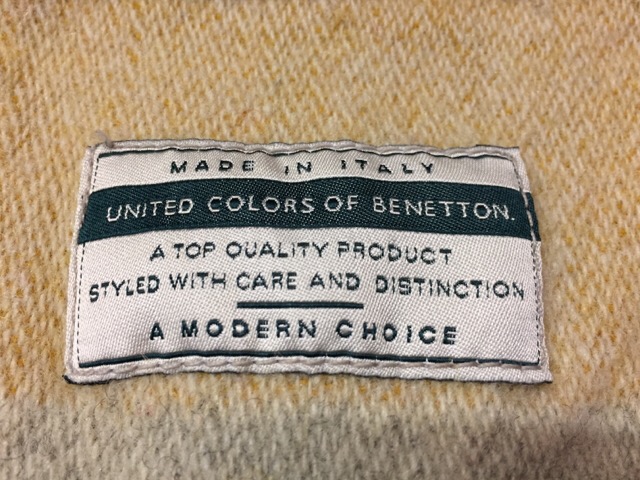 MADE IN ITALY
UNITED COLORS OF BENETTON.
A TOP QUALITY PRODUCT
STYLED WITH CARE AND DISTINCTION
A MODERN CHOICE